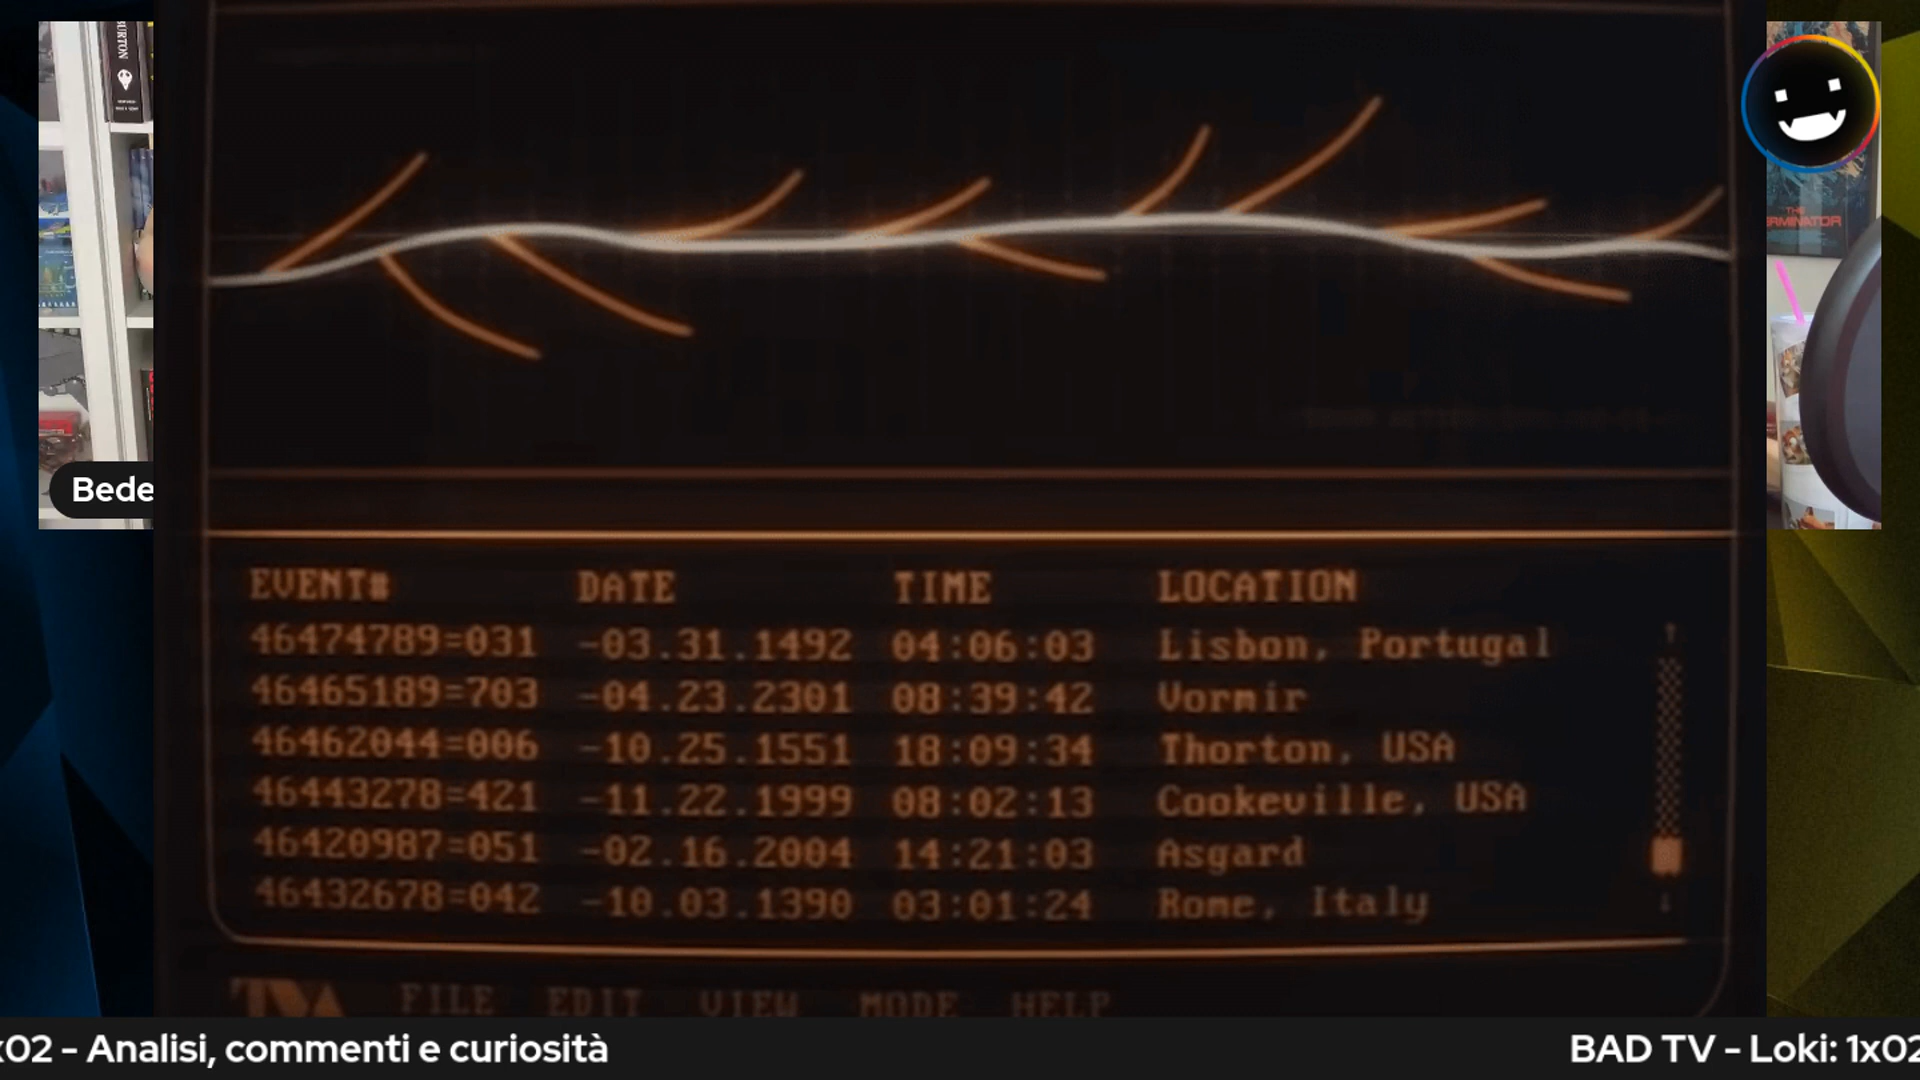 BURTON
THE
TERMINATOR
Bede
EVENT# DATE TIME LOCATION
46474789=031 -03.31.1492 04:06:03 Lisbon, Portugal
46465189=703 -04.23.2301 08:39:42 Vormir
46462044=006 -10.25.1551 18:09:34 Thorton, USA
46443278=421 -11.22.1999 08:02:13 Cookeville, USA
46420987=051 -02.16.2004 14:21:03 Asgard
46432678=042 -10.03.1390 03:01:24 Rome, Italy
TVA FILE EDIT VIEW MODE HELP
x02 - Analisi, commenti e curiosità BAD TV - Loki: 1x02